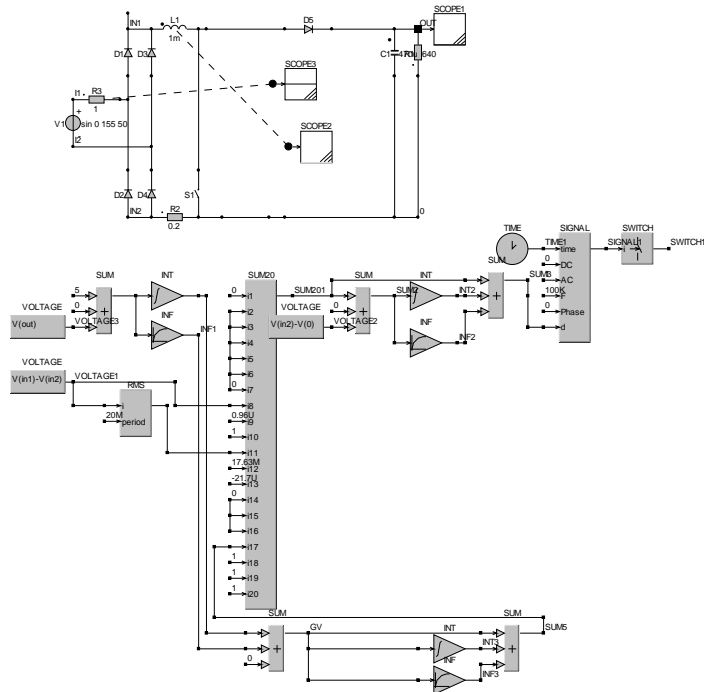 IN1
L1
1m
D5
OUT
SCOPE1
D1
D3
C1
640
SCOPE3
I1
R3
1
V1
+
sin 0 155 50
I2
SCOPE2
D2
D4
S1
R2
IN2
0.2
0
TIME
SIGNAL
SWITCH
TIME1
time
SIGNAL1
i
SWITCH1
0
DC
AC
100K
F
0
Phase
d
SUM
INT
SUM20
5
0
VOLTAGE
V(out)
VOLTAGE3
INF
INF1
0
i1
i2
i3
i4
i5
i6
0
i7
SUM201
SUM
INT
SUM
SUM3
VOLTAGE
V(in2)-V(0)
VOLTAGE2
0
SUM2
INT2
INF
INF2
VOLTAGE
V(in1)-V(in2)
VOLTAGE1
RMS
i
20M
period
i8
0.96U
i9
1
i10
i11
17.63M
i12
-21.7U
i13
0
i14
i15
i16
i17
1
i18
1
i19
1
i20
SUM
GV
INT
SUM
SUM5
INT3
INF
INF3
0